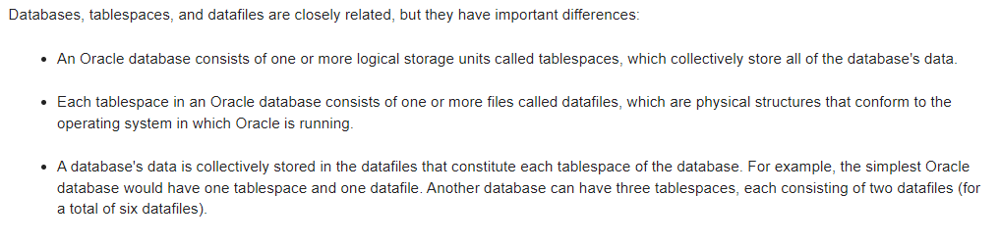 Databases, tablespaces, and datafiles are closely related, but they have important differences:
• An Oracle database consists of one or more logical storage units called tablespaces, which collectively store all of the database's data.
• Each tablespace in an Oracle database consists of one or more files called datafiles, which are physical structures that conform to the
operating system in which Oracle is running.
• A database's data is collectively stored in the datafiles that constitute each tablespace of the database. For example, the simplest Oracle
database would have one tablespace and one datafile. Another database can have three tablespaces, each consisting of two datafiles (for
a total of six datafiles).